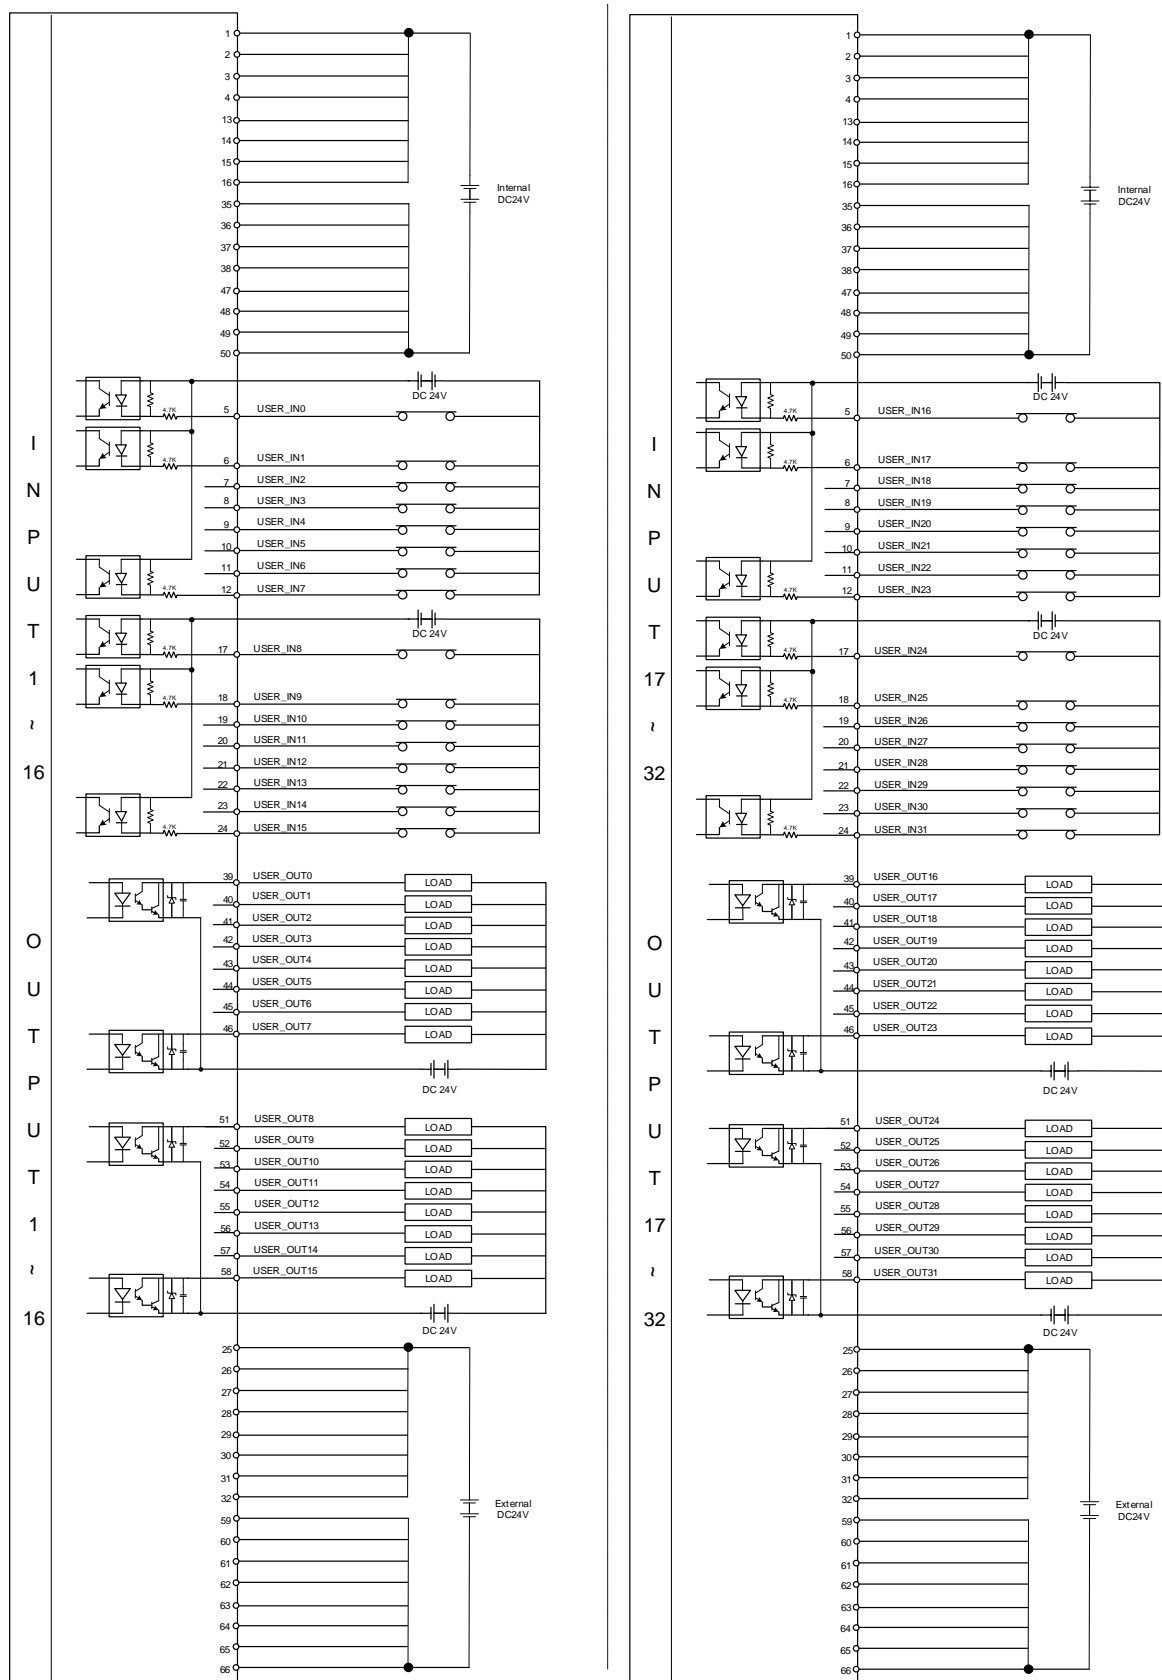 1
2
3
4
13
14
15
16
35
36
37
38
47
48
49
50
Internal
DC24V
DC 24V
4.7K
5 USER_IN0
4.7K
6 USER_IN1
7 USER_IN2
8 USER_IN3
9 USER_IN4
10 USER_IN5
11 USER_IN6
4.7K
12 USER_IN7
DC 24V
4.7K
17 USER_IN8
4.7K
18 USER_IN9
19 USER_IN10
20 USER_IN11
21 USER_IN12
22 USER_IN13
23 USER_IN14
4.7K
24 USER_IN15
I
N
P
U
T
1
~
16
39 USER_OUT0 LOAD
40 USER_OUT1 LOAD
41 USER_OUT2 LOAD
42 USER_OUT3 LOAD
43 USER_OUT4 LOAD
44 USER_OUT5 LOAD
45 USER_OUT6 LOAD
46 USER_OUT7 LOAD
DC 24V
51 USER_OUT8 LOAD
52 USER_OUT9 LOAD
53 USER_OUT10 LOAD
54 USER_OUT11 LOAD
55 USER_OUT12 LOAD
56 USER_OUT13 LOAD
57 USER_OUT14 LOAD
58 USER_OUT15 LOAD
DC 24V
O
U
T
P
U
T
1
~
16
25
26
27
28
29
30
31
32
59
60
61
62
63
64
65
66
External
DC24V
1
2
3
4
13
14
15
16
35
36
37
38
47
48
49
50
Internal
DC24V
DC 24V
4.7K
5 USER_IN16
4.7K
6 USER_IN17
7 USER_IN18
8 USER_IN19
9 USER_IN20
10 USER_IN21
11 USER_IN22
4.7K
12 USER_IN23
DC 24V
4.7K
17 USER_IN24
4.7K
18 USER_IN25
19 USER_IN26
20 USER_IN27
21 USER_IN28
22 USER_IN29
23 USER_IN30
4.7K
24 USER_IN31
I
N
P
U
T
17
~
32
39 USER_OUT16 LOAD
40 USER_OUT17 LOAD
41 USER_OUT18 LOAD
42 USER_OUT19 LOAD
43 USER_OUT20 LOAD
44 USER_OUT21 LOAD
45 USER_OUT22 LOAD
46 USER_OUT23 LOAD
DC 24V
51 USER_OUT24 LOAD
52 USER_OUT25 LOAD
53 USER_OUT26 LOAD
54 USER_OUT27 LOAD
55 USER_OUT28 LOAD
56 USER_OUT29 LOAD
57 USER_OUT30 LOAD
58 USER_OUT31 LOAD
DC 24V
O
U
T
P
U
T
17
~
32
25
26
27
28
29
30
31
32
59
60
61
62
63
64
65
66
External
DC24V